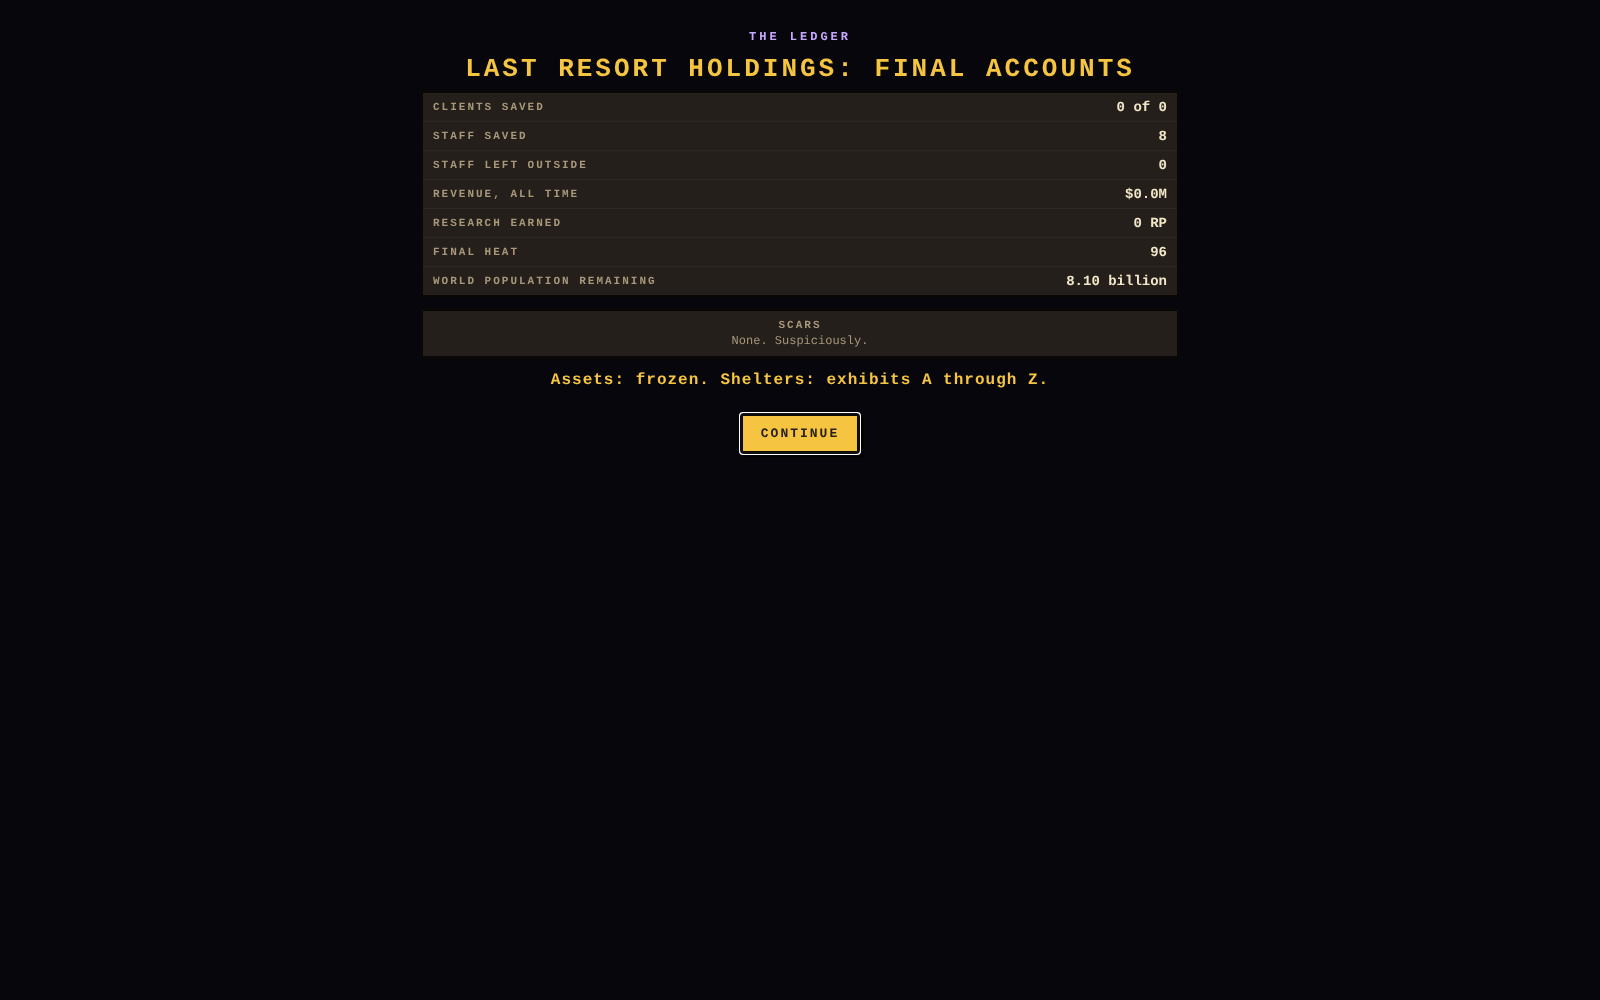 THE LEDGER
LAST RESORT HOLDINGS: FINAL ACCOUNTS
CLIENTS SAVED 0 of 0
STAFF SAVED 8
STAFF LEFT OUTSIDE 0
REVENUE, ALL TIME $0.0M
RESEARCH EARNED 0 RP
FINAL HEAT 96
WORLD POPULATION REMAINING 8.10 billion
SCARS
None. Suspiciously.
Assets: frozen. Shelters: exhibits A through Z.
CONTINUE